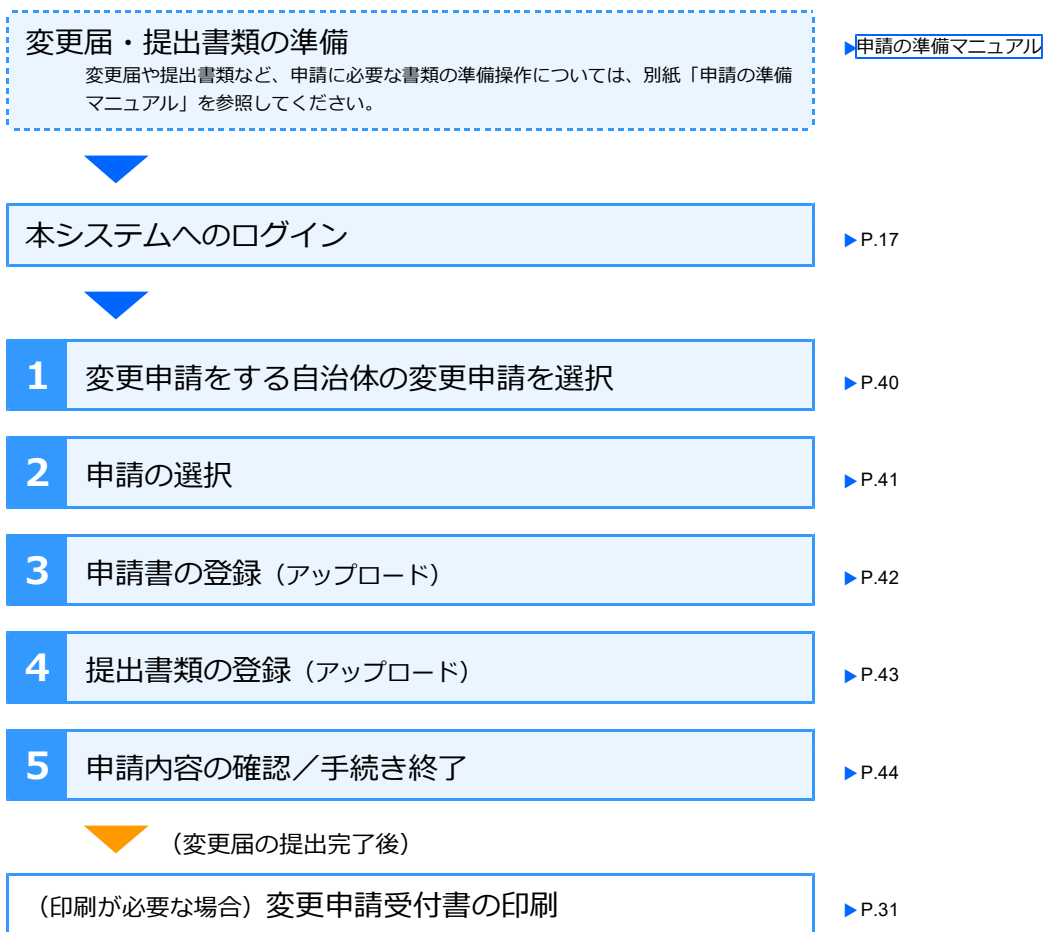 変更届・提出書類の準備
▶申請の準備マニュアル
変更届や提出書類など、申請に必要な書類の準備操作については、別紙「申請の準備
マニュアル」を参照してください。
本システムへのログイン
▶P.17
1 変更申請をする自治体の変更申請を選択
▶P.40
2 申請の選択
▶P.41
3 申請書の登録（アップロード）
▶P.42
4 提出書類の登録（アップロード）
▶P.43
5 申請内容の確認／手続き終了
▶P.44
（変更届の提出完了後）
（印刷が必要な場合）変更申請受付書の印刷
▶P.31